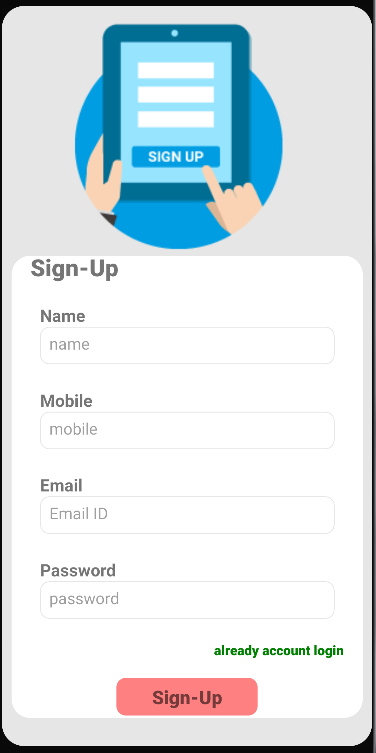 SIGN UP
Sign-Up
Name
name
Mobile
mobile
Email
Email ID
Password
password
already account login
Sign-Up